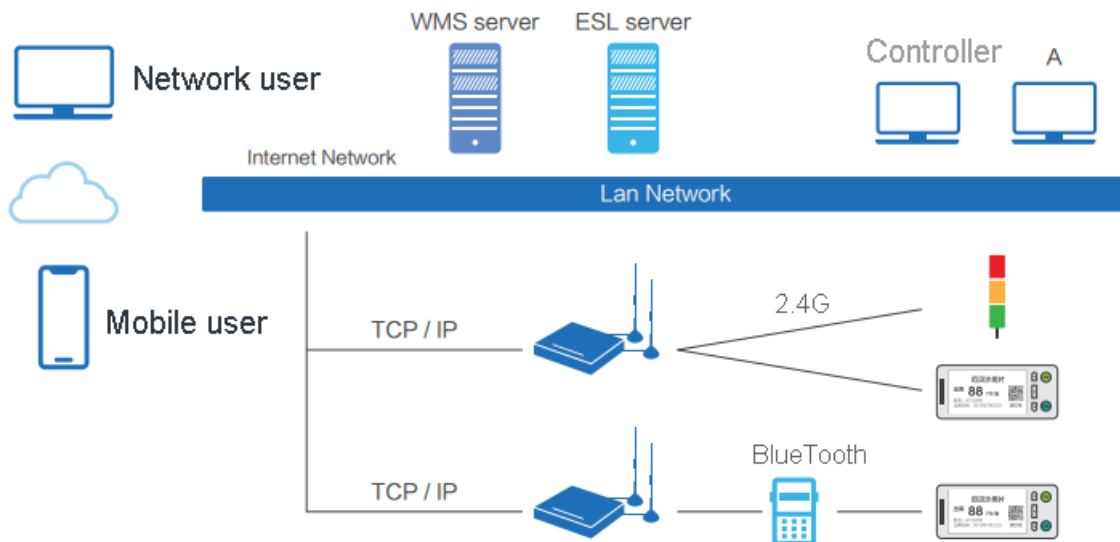 WMS server
ESL server
Controller
A
Network user
Internet Network
Lan Network
Mobile user
TCP / IP
2.4G
88
TCP / IP
BlueTooth
88